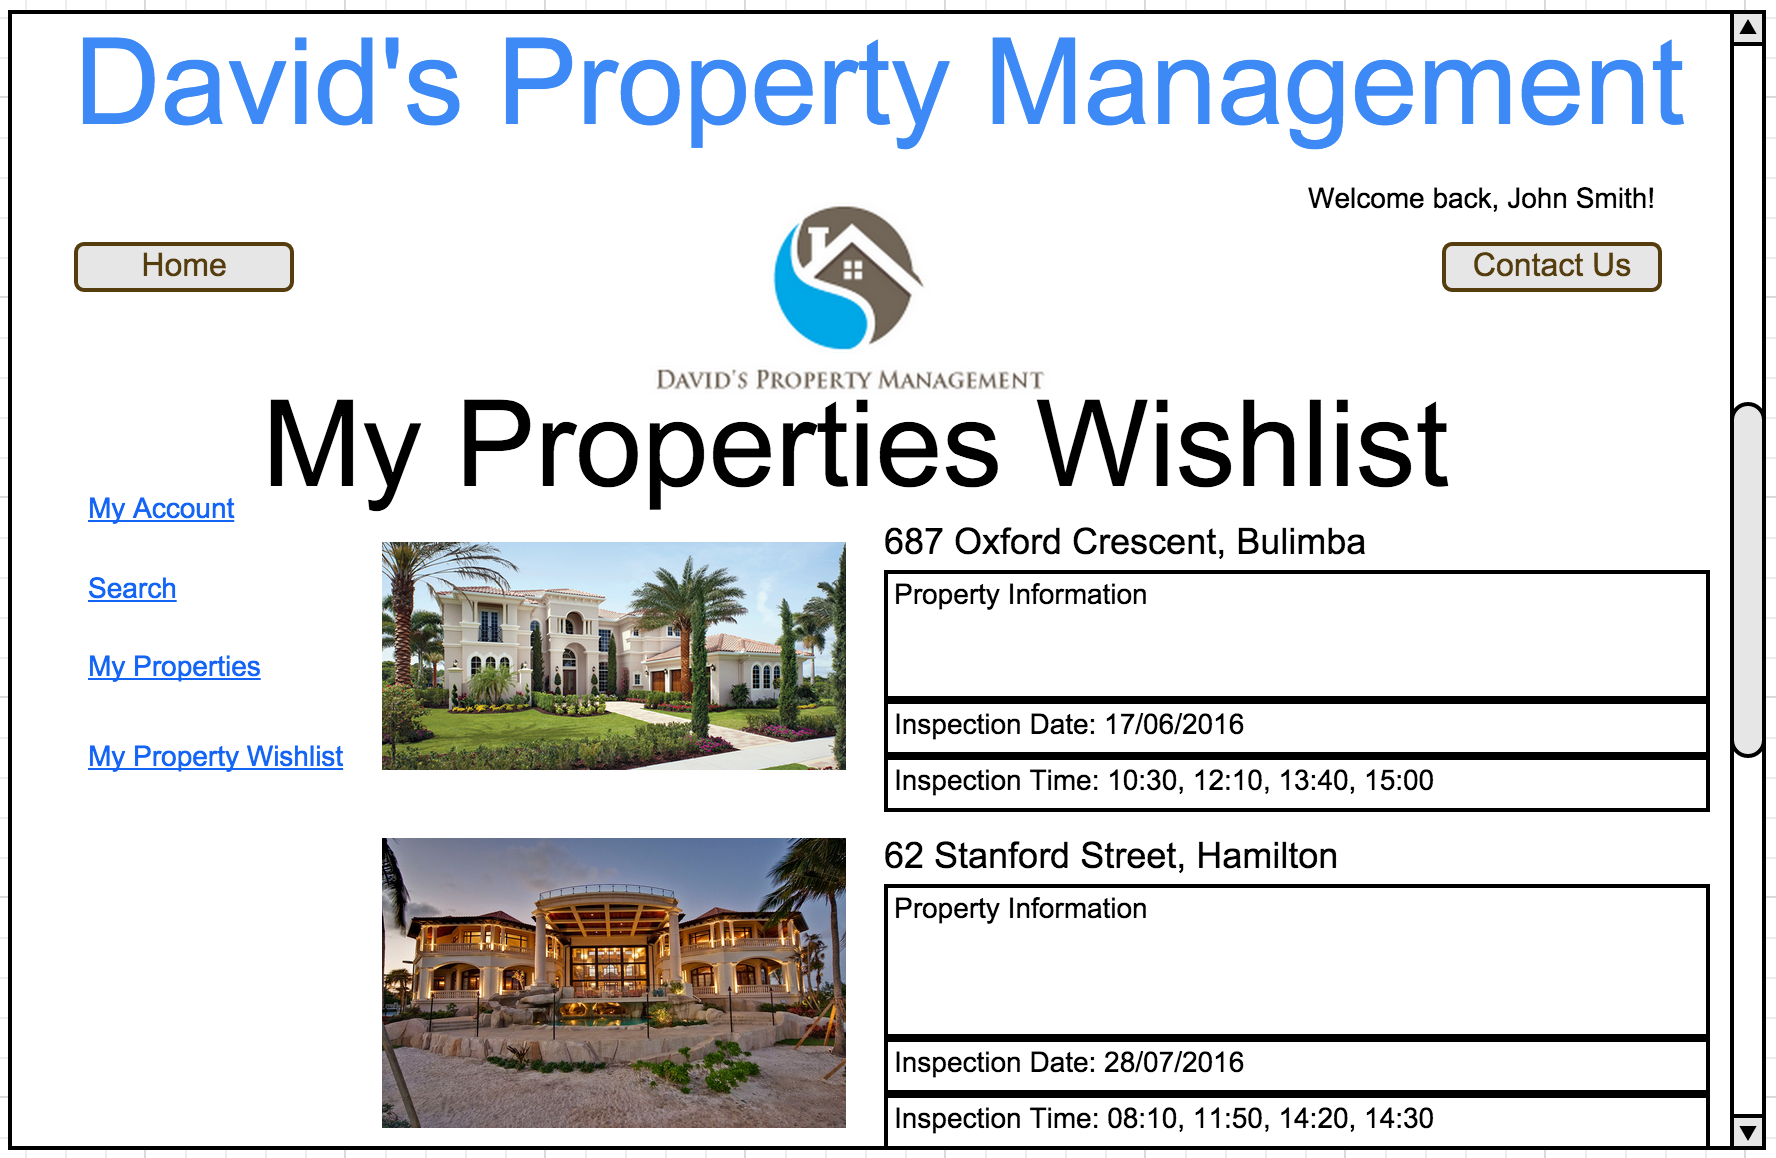 David's Property Management
Welcome back, John Smith!
Home
Contact Us
DAVID'S PROPERTY MANAGEMENT
My Properties Wishlist
My Account
Search
My Properties
My Property Wishlist
687 Oxford Crescent, Bulimba
Property Information
Inspection Date: 17/06/2016
Inspection Time: 10:30, 12:10, 13:40, 15:00
62 Stanford Street, Hamilton
Property Information
Inspection Date: 28/07/2016
Inspection Time: 08:10, 11:50, 14:20, 14:30